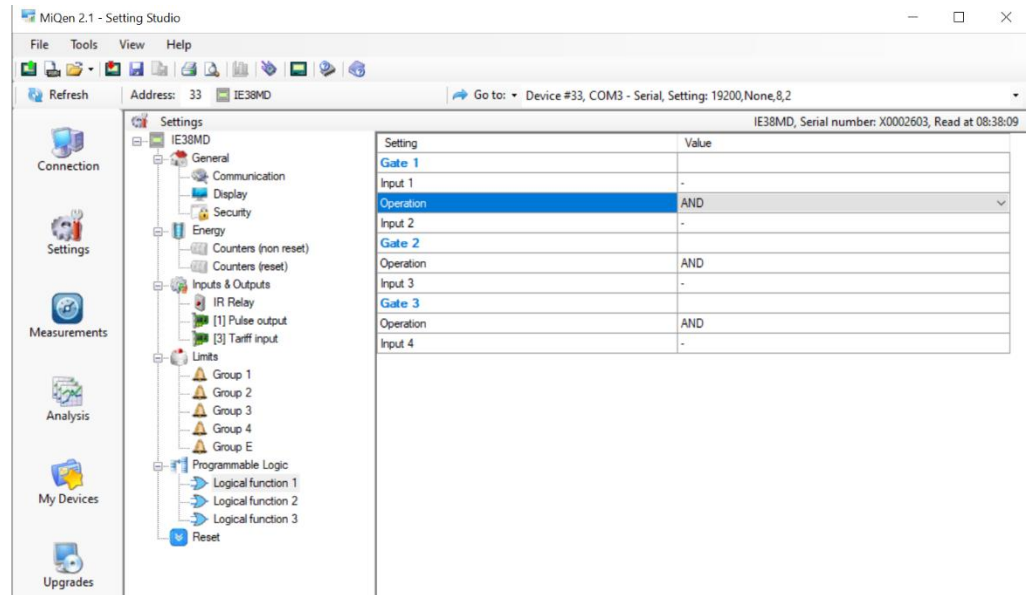 MiQen 2.1 - Setting Studio
File Tools View Help
Refresh Address: 33 IE38MD Go to: Device #33, COM3 - Serial, Setting: 19200,None,8,2
Settings IE38MD, Serial number: X0002603, Read at 08:38:09
Connection
Settings
Measurements
Analysis
My Devices
Upgrades
IE38MD
General
Communication
Display
Security
Energy
Counters (non reset)
Counters (reset)
Inputs & Outputs
IR Relay
[1] Pulse output
[3] Tariff input
Limits
Group 1
Group 2
Group 3
Group 4
Group E
Programmable Logic
Logical function 1
Logical function 2
Logical function 3
Reset
Setting Value
Gate 1
Input 1 -
Operation AND
Input 2 -
Gate 2
Operation AND
Input 3 -
Gate 3
Operation AND
Input 4 -